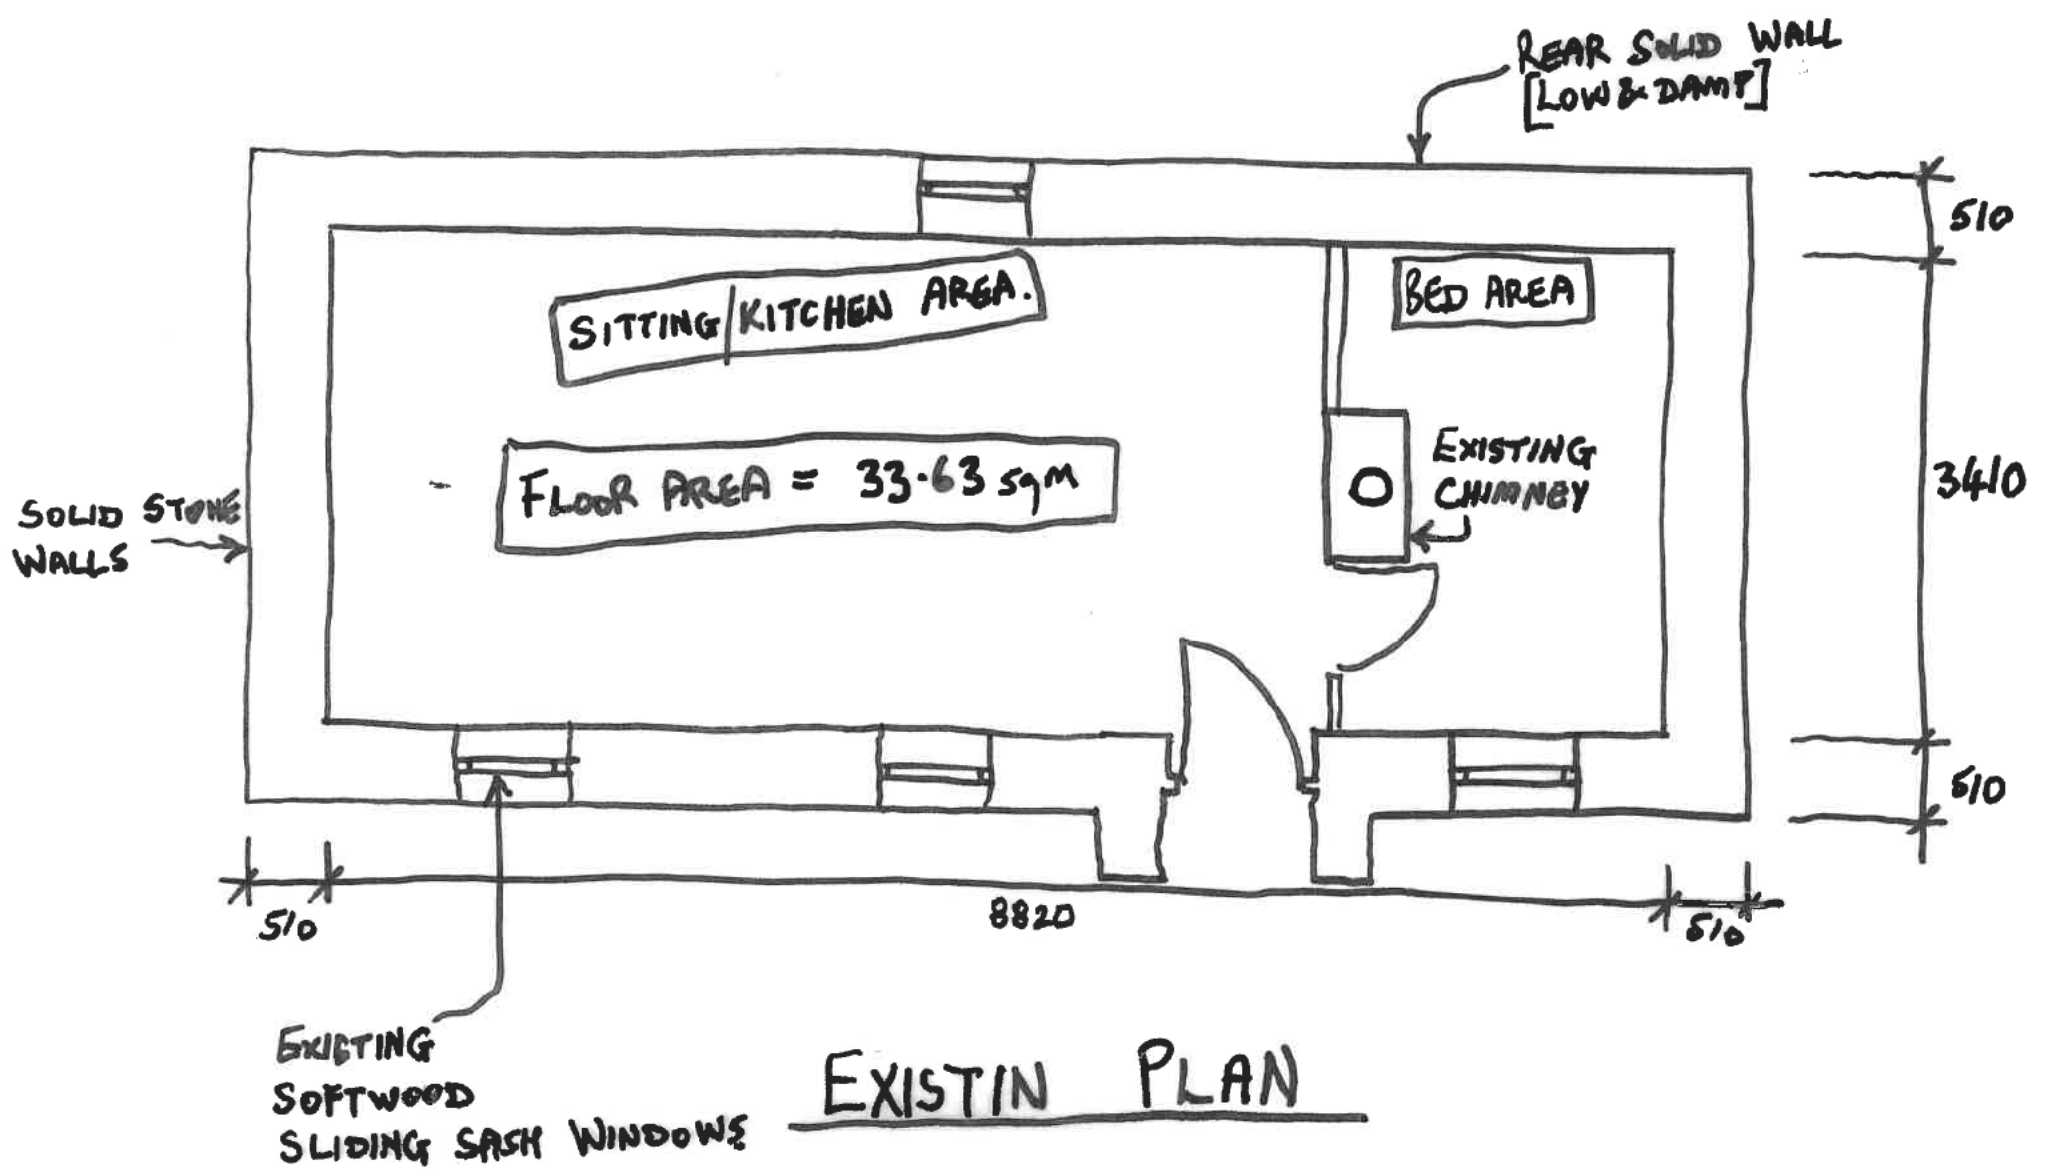 REAR SOLID WALL
[LOW & DAMP]
510
SITTING/KITCHEN AREA.
BED AREA
FLOOR AREA = 33.63 sqm
EXISTING
CHIMNEY
3410
SOLID STONE
WALLS
510
510
8820
510
EXISTING
SOFTWOOD
SLIDING SASH WINDOWS
EXISTIN PLAN